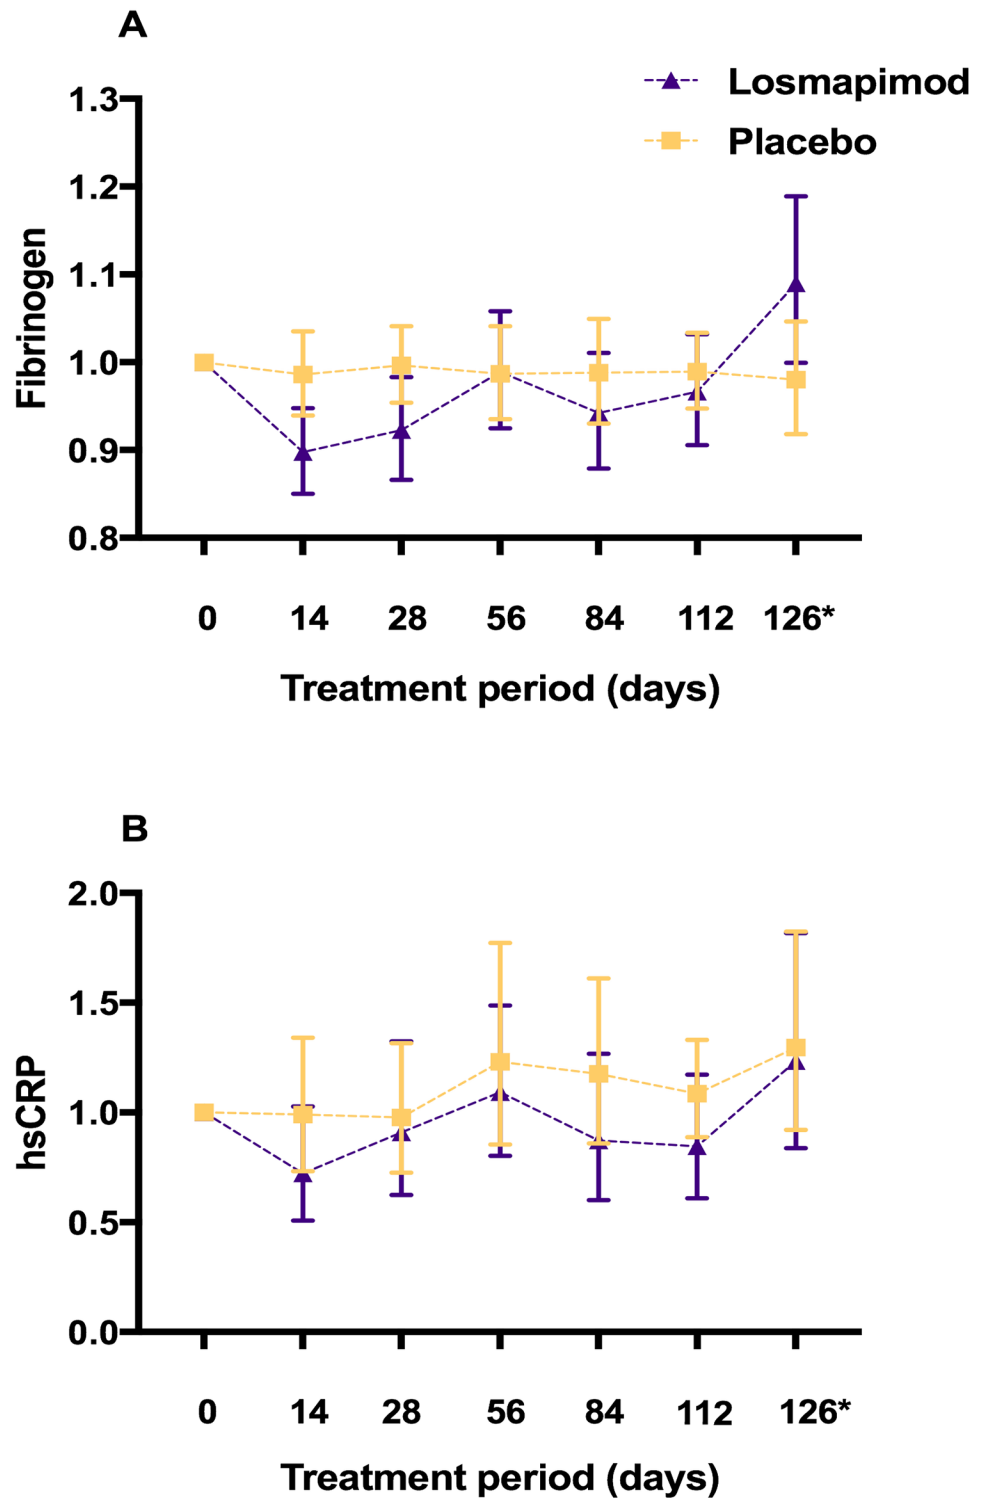 A
Losmapimod
Placebo
1.3
1.2
1.1
1.0
0.9
0.8
Fibrinogen
0 14 28 56 84 112 126*
Treatment period (days)
B
2.0
1.5
1.0
0.5
0.0
hsCRP
0 14 28 56 84 112 126*
Treatment period (days)